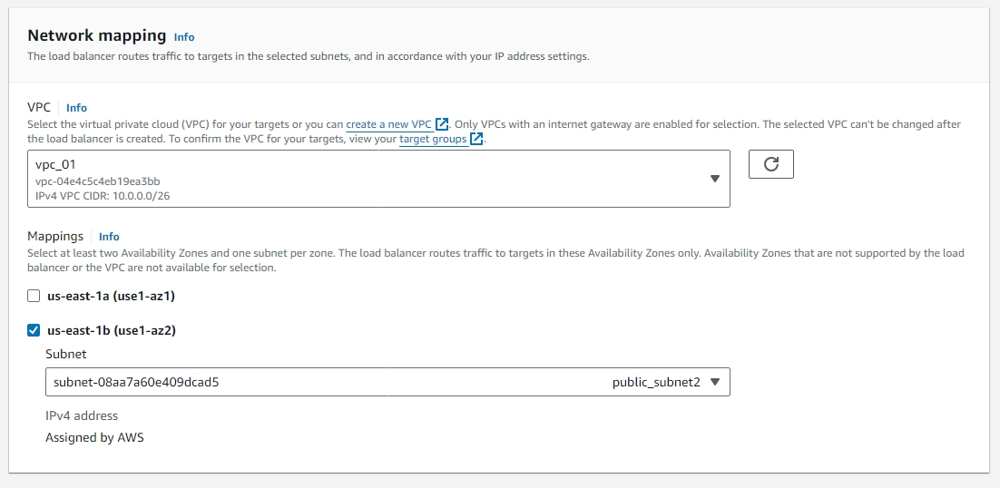 Network mapping Info
The load balancer routes traffic to targets in the selected subnets, and in accordance with your IP address settings.
VPC Info
Select the virtual private cloud (VPC) for your targets or you can create a new VPC . Only VPCs with an internet gateway are enabled for selection. The selected VPC can't be changed after
the load balancer is created. To confirm the VPC for your targets, view your target groups .
vpc_01
vpc-04e4c5c4eb19ea3bb
IPv4 VPC CIDR: 10.0.0.0/26
Mappings Info
Select at least two Availability Zones and one subnet per zone. The load balancer routes traffic to targets in these Availability Zones only. Availability Zones that are not supported by the load
balancer or the VPC are not available for selection.
us-east-1a (use1-az1)
us-east-1b (use1-az2)
Subnet
subnet-08aa7a60e409dcad5 public_subnet2
IPv4 address
Assigned by AWS